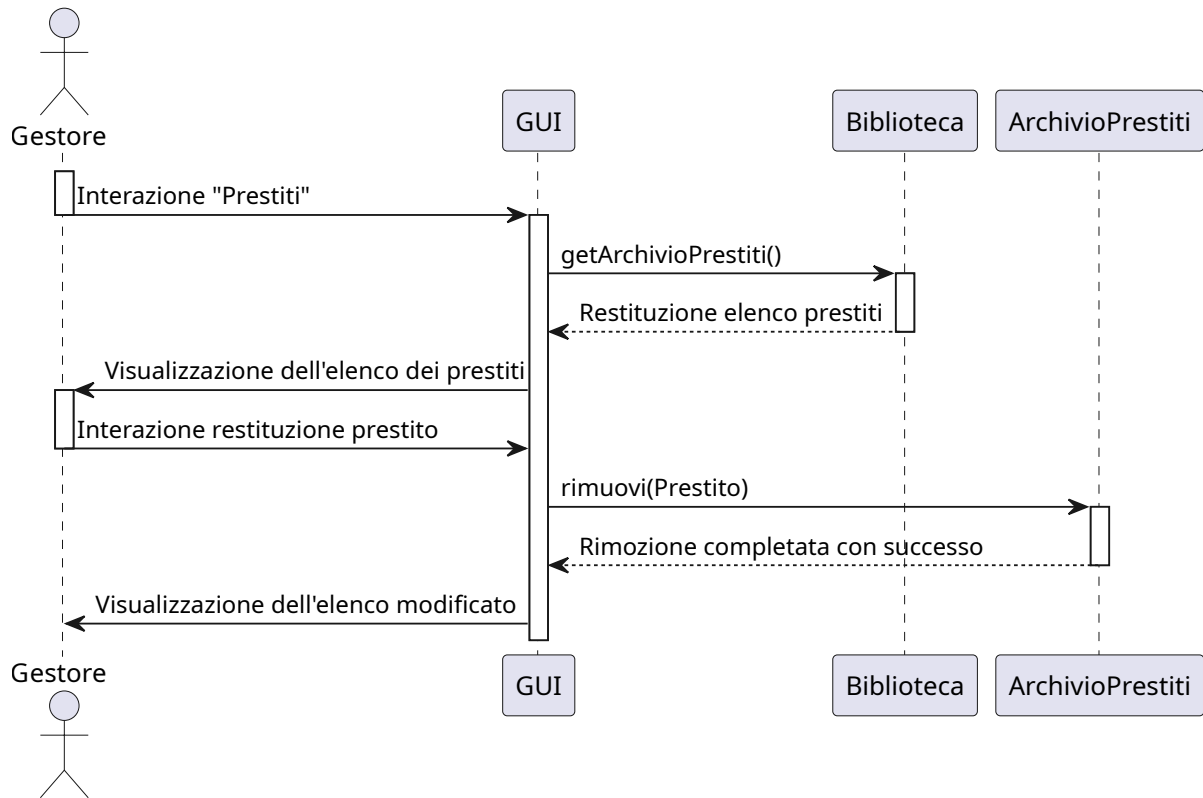 Gestore
GUI
Biblioteca
ArchivioPrestiti
Interazione "Prestiti"
getArchivioPrestiti()
Restituzione elenco prestiti
Visualizzazione dell'elenco dei prestiti
Interazione restituzione prestito
rimuovi(Prestito)
Rimozione completata con successo
Visualizzazione dell'elenco modificato
Gestore
GUI
Biblioteca
ArchivioPrestiti